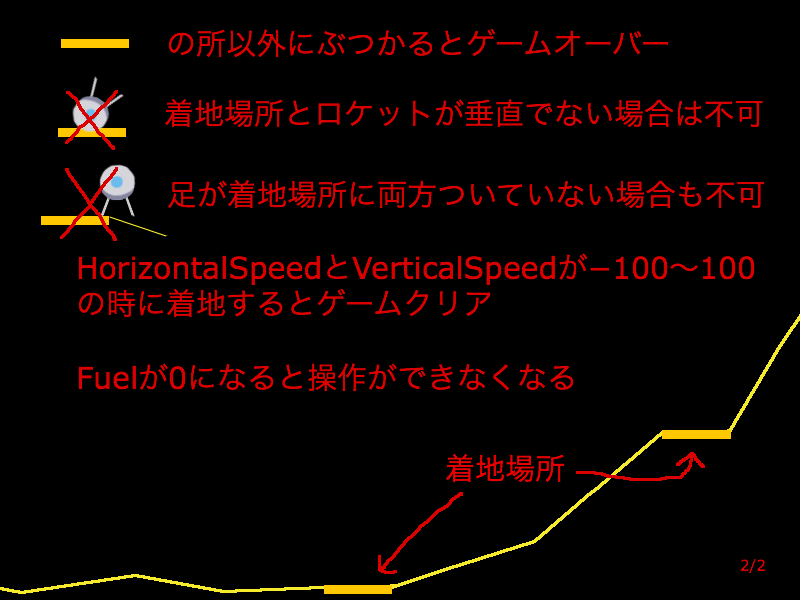 の所以外にぶつかるとゲームオーバー
着地場所とロケットが垂直でない場合は不可
足が着地場所に両方ついていない場合も不可
HorizontalSpeedとVerticalSpeedが−100〜100
の時に着地するとゲームクリア
Fuelが0になると操作ができなくなる
着地場所
2/2